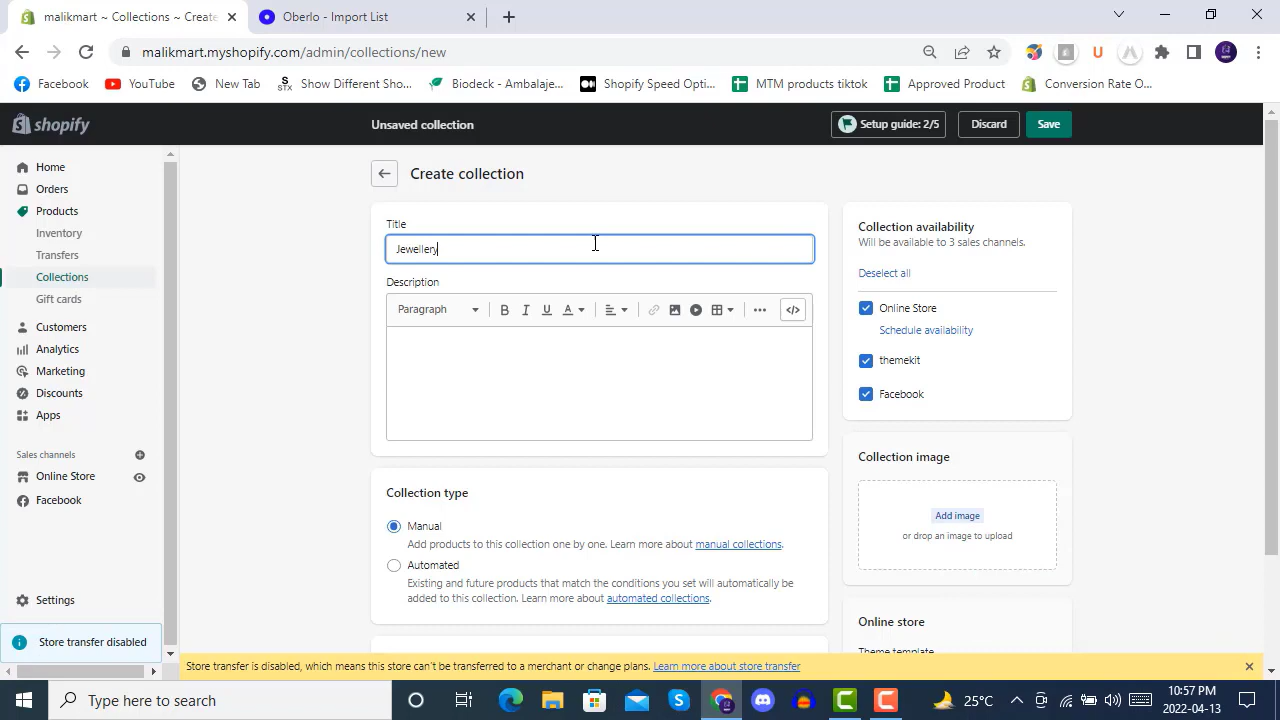 malikmart ~ Collections ~ Create
Oberlo - Import List
malikmart.myshopify.com/admin/collections/new
Facebook
YouTube
New Tab
STX
Show Different Sho...
Biodeck - Ambalaje...
Shopify Speed Opti...
MTM products tiktok
Approved Product
Conversion Rate O...
shopify
Unsaved collection
Setup guide: 2/5
Discard
Save
Home
Orders
Products
Inventory
Transfers
Collections
Gift cards
Customers
Analytics
Marketing
Discounts
Apps
Sales channels
Online Store
Facebook
Settings
Store transfer disabled
Create collection
Title
Jewellery
Description
Paragraph
B I U A
</>
Collection type
Manual
Add products to this collection one by one. Learn more about manual collections.
Automated
Existing and future products that match the conditions you set will automatically be
added to this collection. Learn more about automated collections.
Collection availability
Will be available to 3 sales channels.
Deselect all
Online Store
Schedule availability
themekit
Facebook
Collection image
Add image
or drop an image to upload
Online store
Theme template
Store transfer is disabled, which means this store can't be transferred to a merchant or change plans. Learn more about store transfer
Type here to search
25°C
10:57 PM
2022-04-13